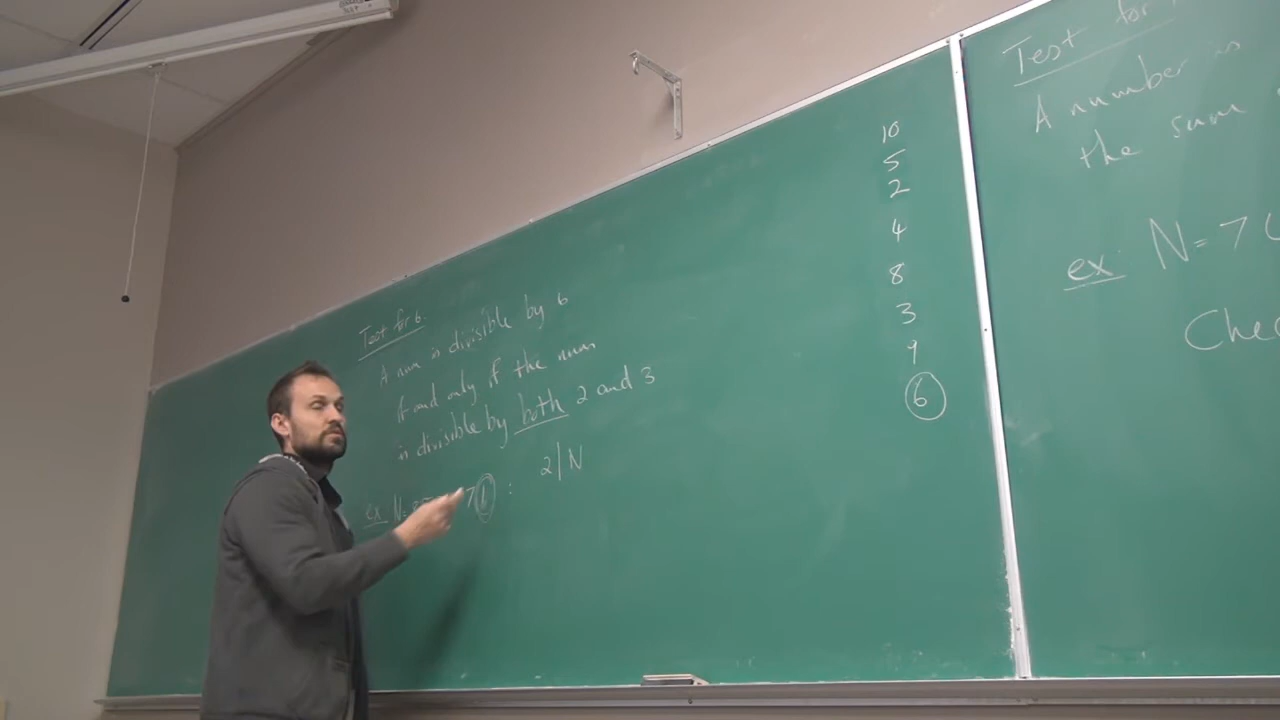 Test for 6.
A num is divisible by 6
if and only if the num
is divisible by both 2 and 3
ex N=
7 6 : 2|N
10
5
2
4
8
3
9
6
Test for
A number is
the sum
ex: N=7
Chec